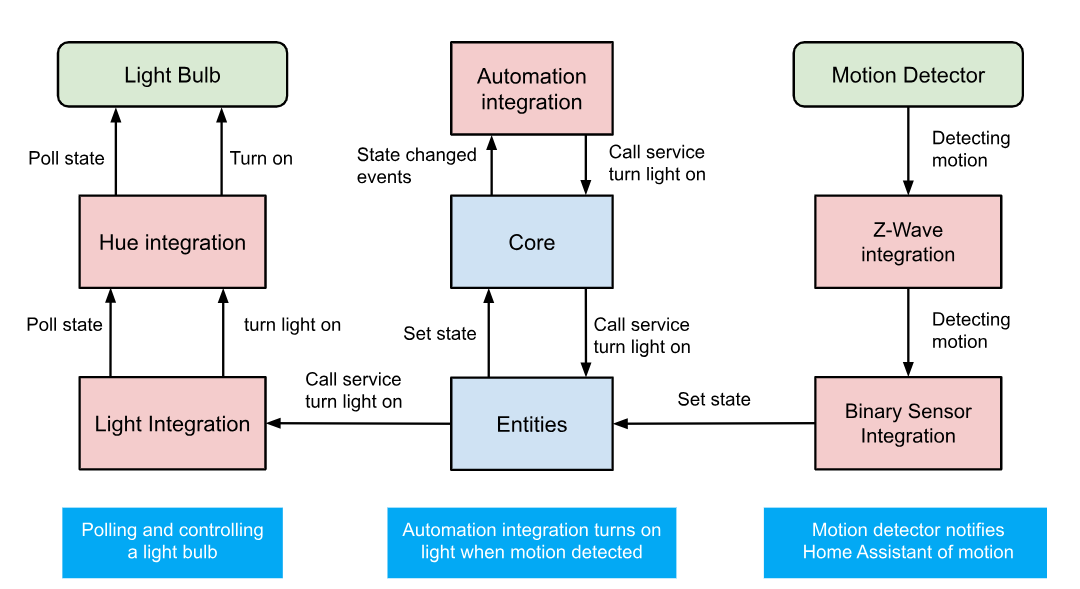 Light Bulb
Automation
integration
Motion Detector
Poll state
Turn on
State changed
events
Call service
turn light on
Detecting
motion
Hue integration
Core
Z-Wave
integration
Poll state
turn light on
Set state
Call service
turn light on
Detecting
motion
Call service
turn light on
Set state
Light Integration
Entities
Binary Sensor
Integration
Polling and controlling
a light bulb
Automation integration turns on
light when motion detected
Motion detector notifies
Home Assistant of motion